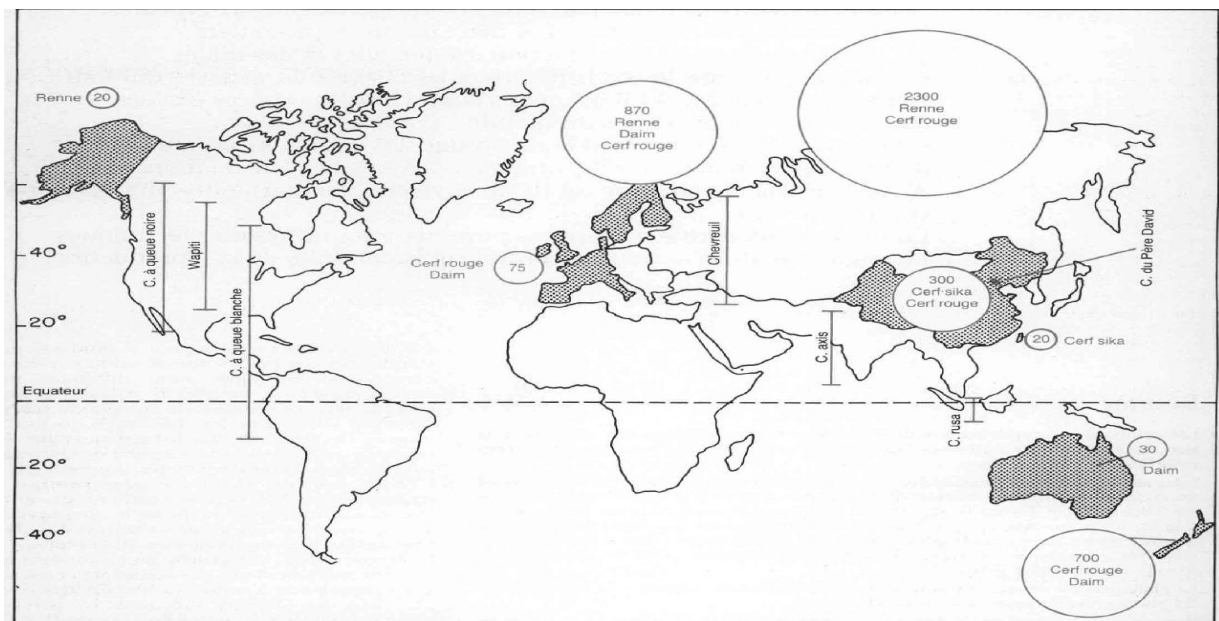 Renne 20
870
Renne
Daim
Cerf rouge
2300
Renne
Cerf rouge
C. à queue noire
Wapiti
C. à queue blanche
Cerf rouge
Daim
75
Chevreuil
C. du Père David
300
Cerf-sika
Cerf rouge
20 Cerf sika
C. axis
C. rusa
40°
20°
Equateur
20°
40°
30
Daim
700
Cerf rouge
Daim